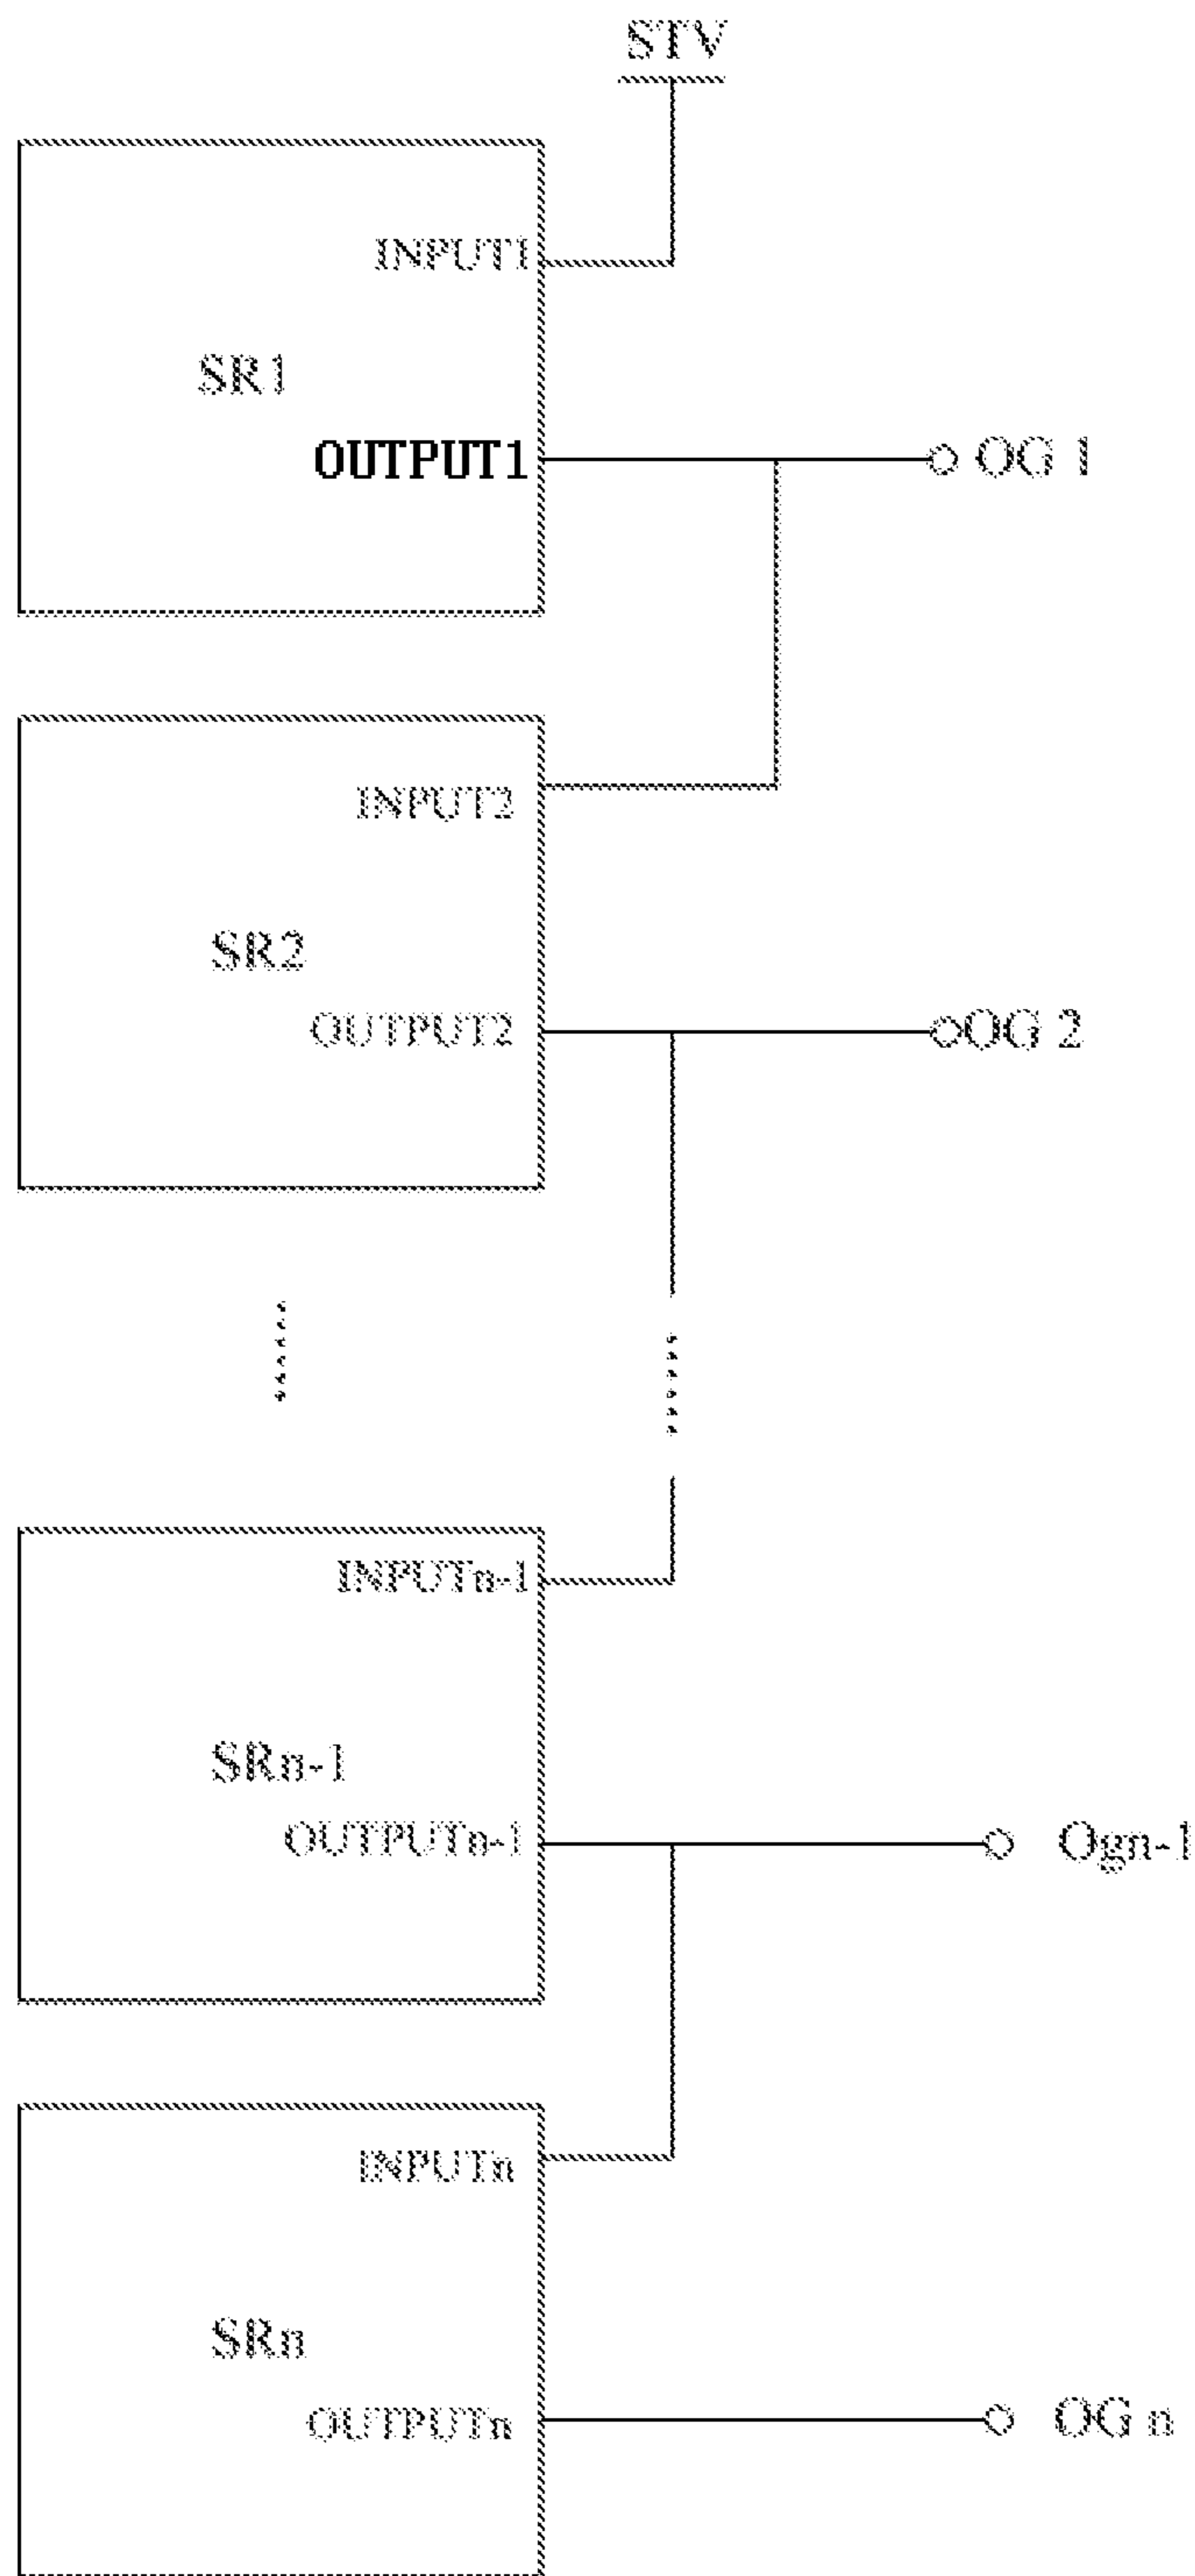 STV
INPUT1
SR1
OUTPUT1
OG 1
INPUT2
SR2
OUTPUT2
OG 2
INPUTn-1
SRn-1
OUTPUTn-1
Ogn-1
INPUTn
SRn
OUTPUTn
OG n